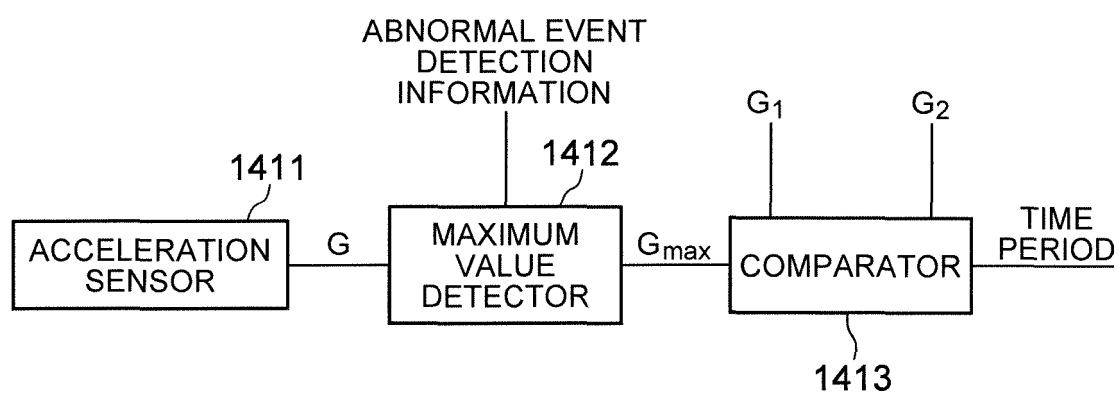 ABNORMAL EVENT
DETECTION
INFORMATION
G1
G2
1411
1412
ACCELERATION
SENSOR
G
MAXIMUM
VALUE
DETECTOR
Gmax
COMPARATOR
TIME
PERIOD
1413